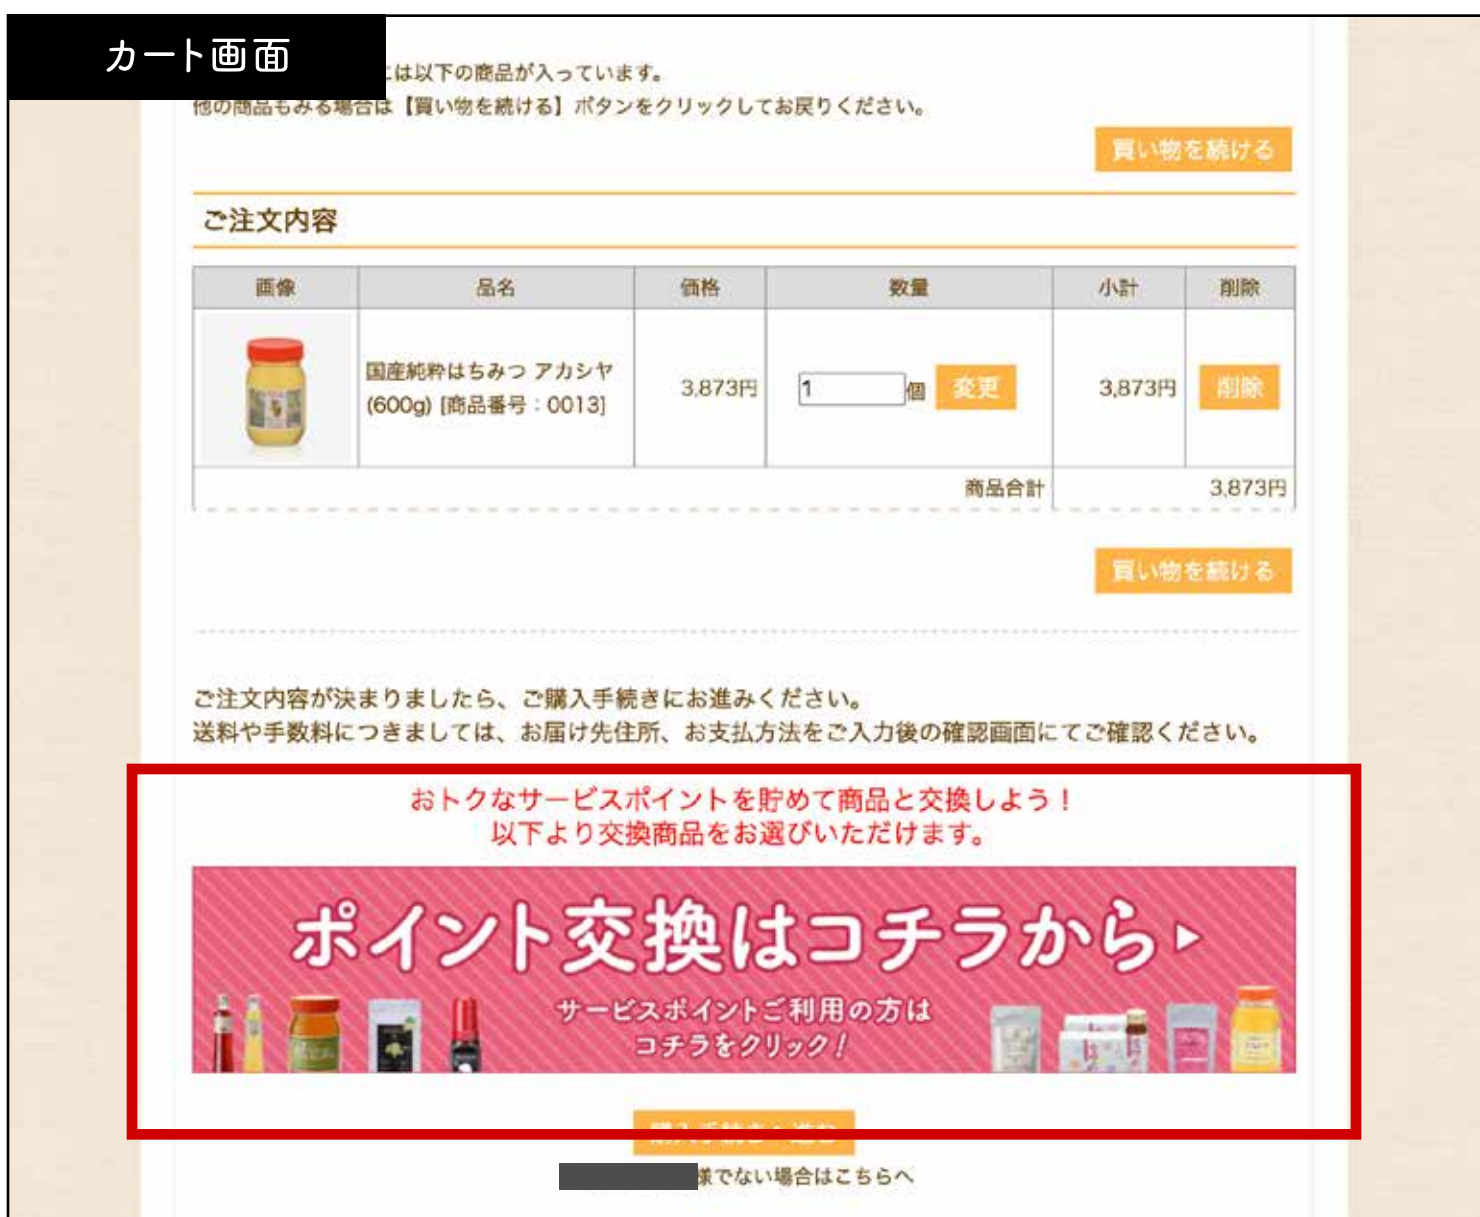 カート画面
には以下の商品が入っています。
他の商品もみる場合は【買い物を続ける】ボタンをクリックしてお戻りください。
買い物を続ける
ご注文内容
画像 品名 価格 数量 小計 削除
国産純粋はちみつ アカシヤ
(600g) [商品番号：0013]
3,873円 1 個 変更 3,873円 削除
商品合計 3,873円
買い物を続ける
ご注文内容が決まりましたら、ご購入手続きにお進みください。
送料や手数料につきましては、お届け先住所、お支払方法をご入力後の確認画面にてご確認ください。
おトクなサービスポイントを貯めて商品と交換しよう！
以下より交換商品をお選びいただけます。
ポイント交換はコチラから
サービスポイントご利用の方は
コチラをクリック！
購入手続きへ進む
様でない場合はこちらへ